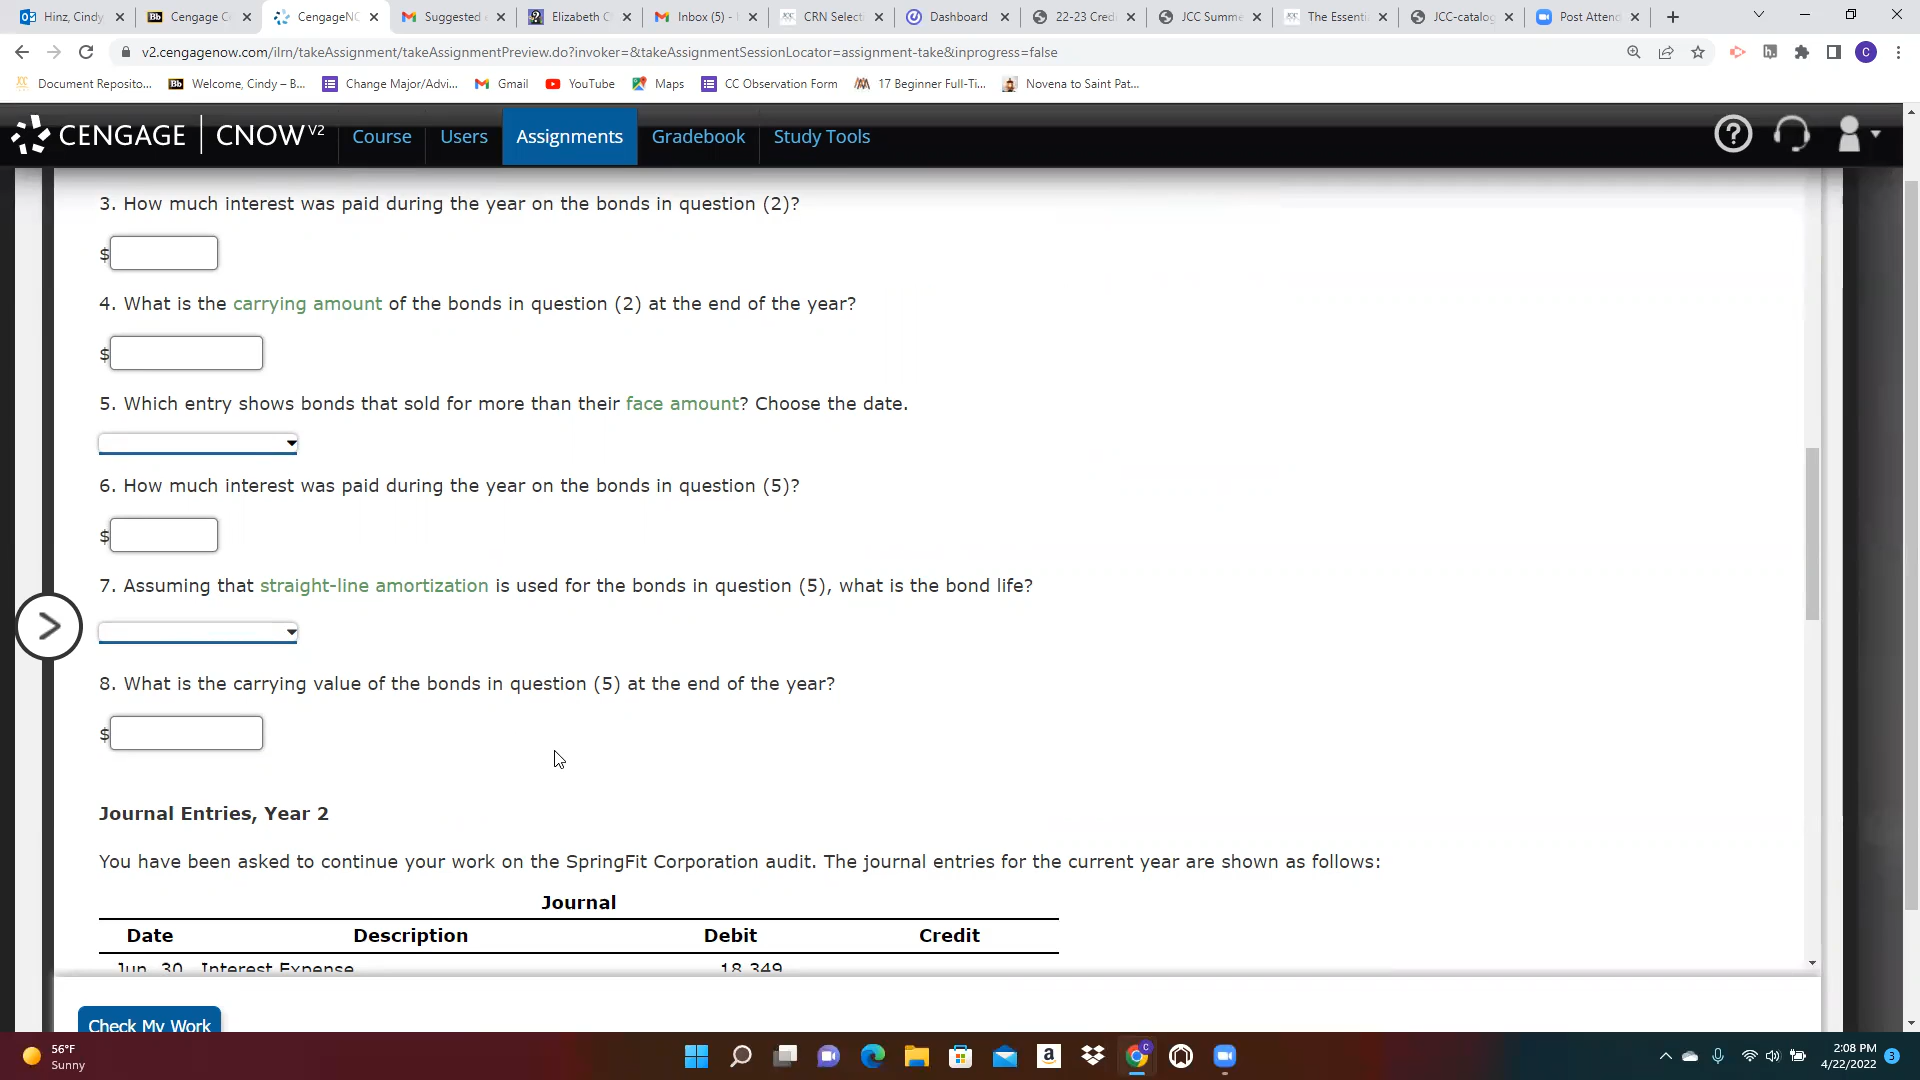 Hinz, Cindy
Cengage C
CengageNC
Suggested
Elizabeth C
Inbox (5) -
CRN Select
Dashboard
22-23 Cred
JCC Summe
The Essenti
JCC-catalog
Post Atten
v2.cengagenow.com/ilrn/takeAssignment/takeAssignmentPreview.do?invoker=&takeAssignmentSessionLocator=assignment-take&inprogress=false
Document Reposito...
Welcome, Cindy – B...
Change Major/Advi...
Gmail
YouTube
Maps
CC Observation Form
17 Beginner Full-Ti...
Novena to Saint Pat...
CENGAGE | CNOWV2
Course
Users
Assignments
Gradebook
Study Tools
3. How much interest was paid during the year on the bonds in question (2)?
$
4. What is the carrying amount of the bonds in question (2) at the end of the year?
$
5. Which entry shows bonds that sold for more than their face amount? Choose the date.
6. How much interest was paid during the year on the bonds in question (5)?
$
7. Assuming that straight-line amortization is used for the bonds in question (5), what is the bond life?
8. What is the carrying value of the bonds in question (5) at the end of the year?
$
Journal Entries, Year 2
You have been asked to continue your work on the SpringFit Corporation audit. The journal entries for the current year are shown as follows:
Journal
Date Description Debit Credit
Jun. 30 Interest Expense 18,349
Check My Work
56°F
Sunny
2:08 PM
4/22/2022
3